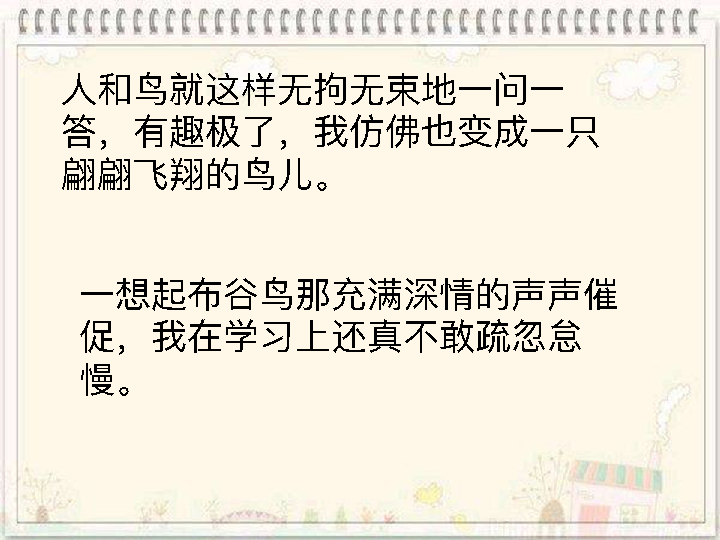 人和鸟就这样无拘无束地一问一
答，有趣极了，我仿佛也变成一只
翩翩飞翔的鸟儿。
一想起布谷鸟那充满深情的声声催
促，我在学习上还真不敢疏忽怠
慢。